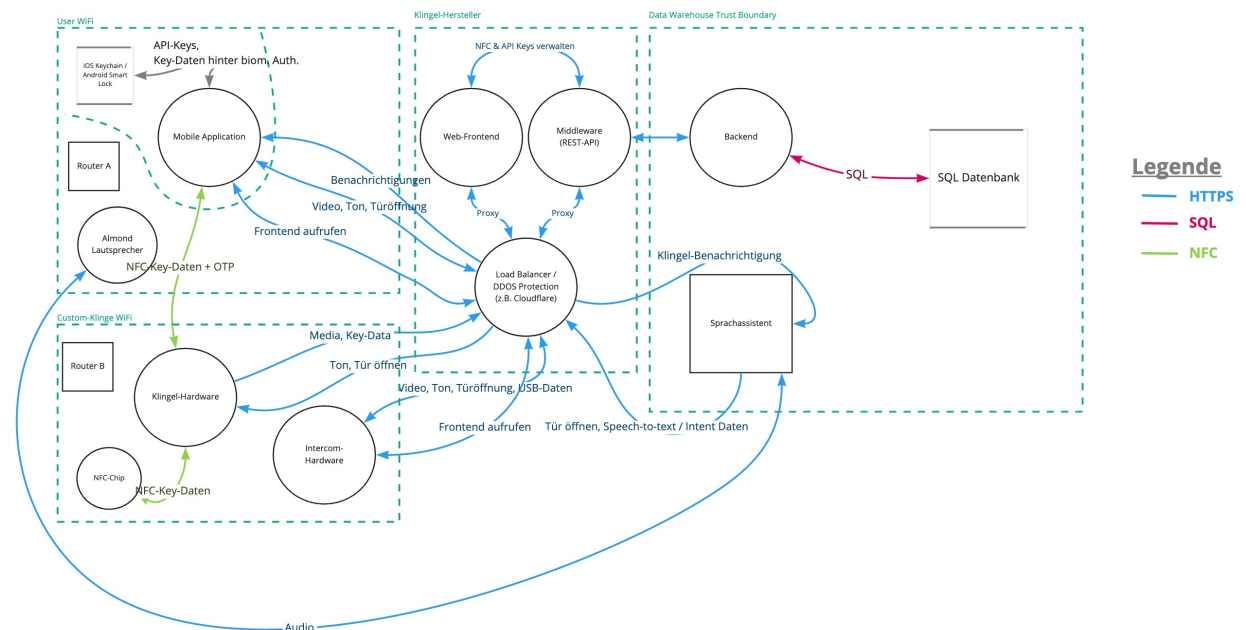 User WiFi
Klingel-Hersteller
Data Warehouse Trust Boundary
API-Keys,
Key-Daten hinter biom. Auth.
iOS Keychain /
Android Smart
Lock
NFC & API Keys verwalten
Mobile Application
Web-Frontend
Middleware
(REST-API)
Backend
SQL
SQL Datenbank
Legende
HTTPS
SQL
NFC
Router A
Benachrichtigungen
Video, Ton, Türöffnung
Proxy
Proxy
Frontend aufrufen
Almond
Lautsprecher
NFC-Key-Daten + OTP
Load Balancer /
DDOS Protection
(z.B. Cloudflare)
Klingel-Benachrichtigung
Sprachassistent
Custom-Klinge WiFi
Media, Key-Data
Router B
Ton, Tür öffnen
Klingel-Hardware
Video, Ton, Türöffnung, USB-Daten
Frontend aufrufen
Tür öffnen, Speech-to-text / Intent Daten
Intercom-
Hardware
NFC-Chip
NFC-Key-Daten
Audio